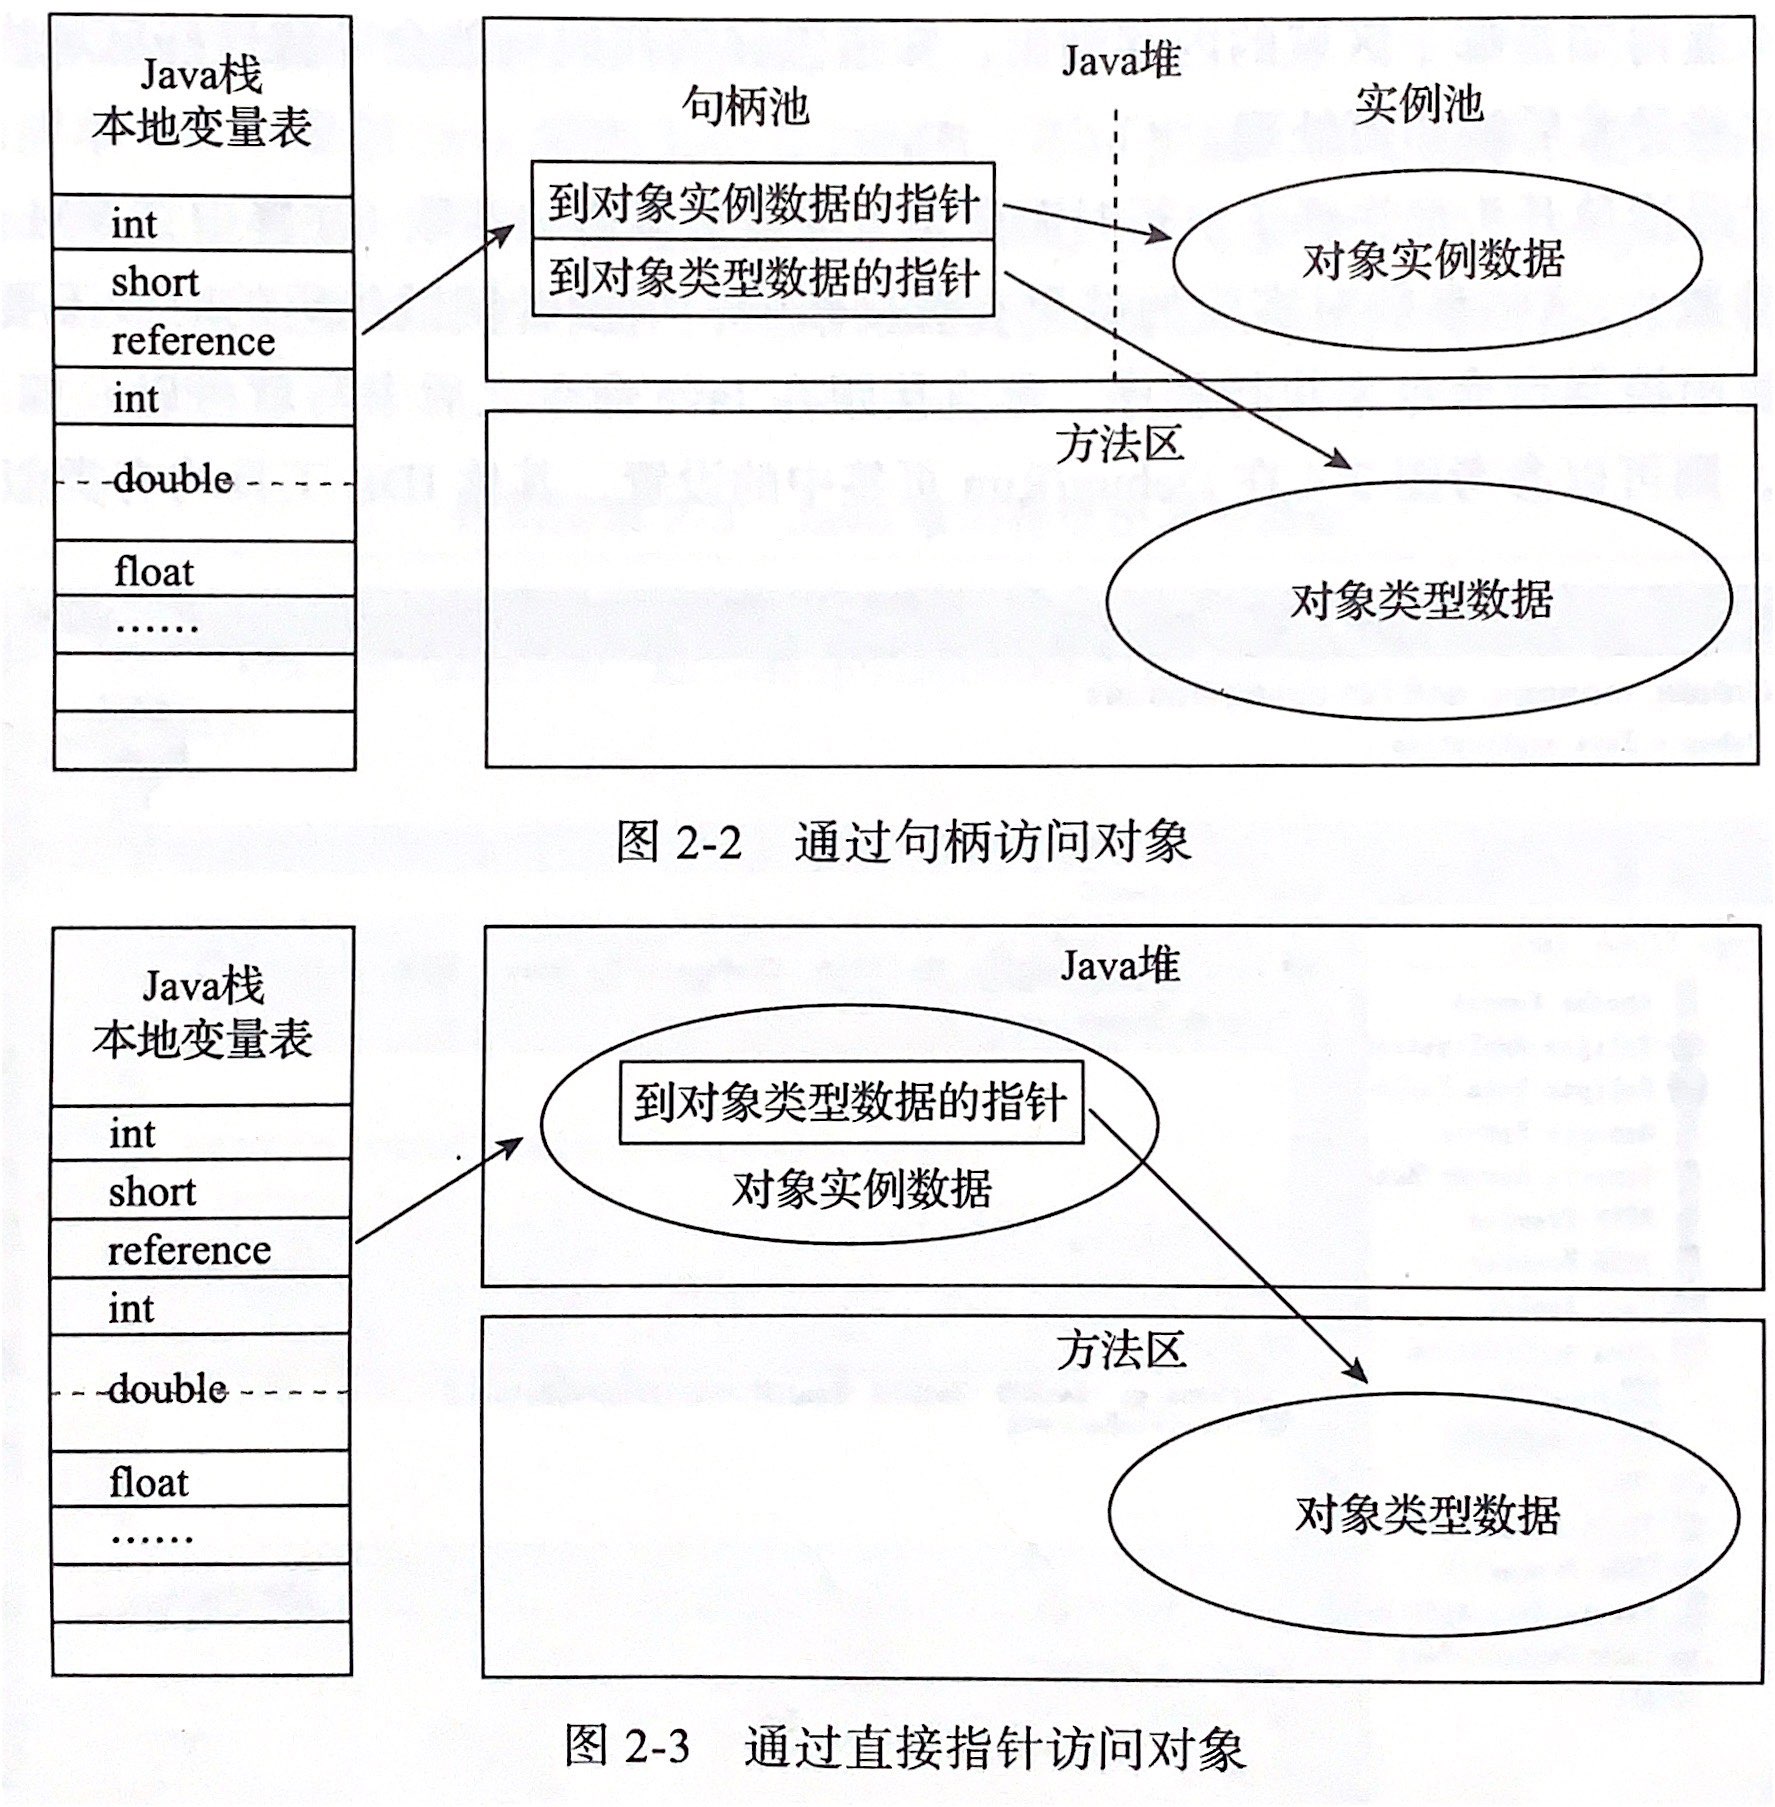 Java栈
本地变量表
int
short
reference
int
double
float
……
Java堆
句柄池
实例池
到对象实例数据的指针
到对象类型数据的指针
对象实例数据
方法区
对象类型数据
图 2-2 通过句柄访问对象
Java栈
本地变量表
int
short
reference
int
double
float
……
Java堆
到对象类型数据的指针
对象实例数据
方法区
对象类型数据
图 2-3 通过直接指针访问对象